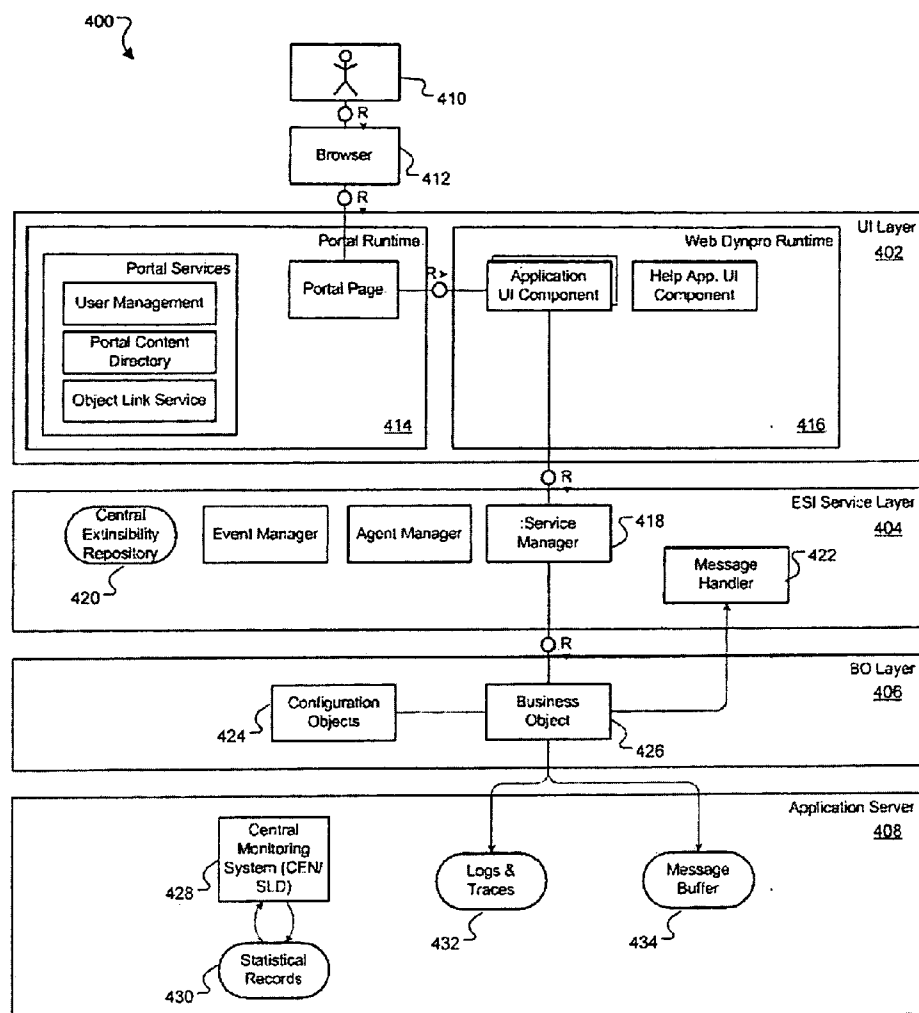 400
410
R
Browser
412
R
UI Layer
402
Portal Runtime
Portal Services
User Management
Portal Content
Directory
Object Link Service
Portal Page
414
R
Web Dynpro Runtime
Application
UI Component
Help App. UI
Component
416
R
ESI Service Layer
404
Central
Extinsibility
Repository
420
Event Manager
Agent Manager
:Service
Manager
418
Message
Handler
422
R
BO Layer
406
Configuration
Objects
424
Business
Object
426
Application Server
408
Central
Monitoring
System (CEN/
SLD)
428
Statistical
Records
430
Logs &
Traces
432
Message
Buffer
434